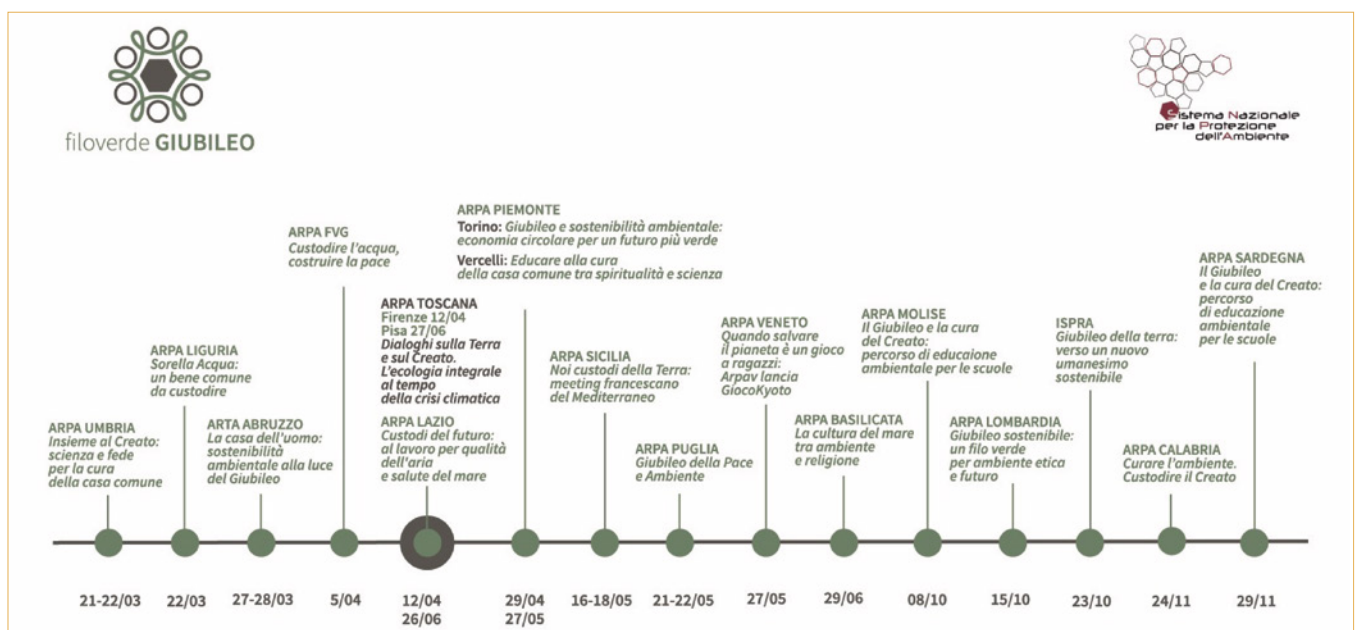 filoverde GIUBILEO
Sistema Nazionale
per la Protezione
dell'Ambiente
ARPA UMBRIA
Insieme al Creato:
scienza e fede
per la cura
della casa comune
ARPA LIGURIA
Sorella Acqua:
un bene comune
da custodire
ARTA ABRUZZO
La casa dell'uomo:
sostenibilità
ambientale alla luce
del Giubileo
ARPA FVG
Custodire l'acqua,
costruire la pace
ARPA TOSCANA
Firenze 12/04
Pisa 27/06
Dialoghi sulla Terra
e sul Creato.
L'ecologia integrale
al tempo
della crisi climatica
ARPA LAZIO
Custodi del futuro:
al lavoro per qualità
dell'aria
e salute del mare
ARPA PIEMONTE
Torino: Giubileo e sostenibilità ambientale:
economia circolare per un futuro più verde
Vercelli: Educare alla cura
della casa comune tra spiritualità e scienza
ARPA SICILIA
Noi custodi della Terra:
meeting francescano
del Mediterraneo
ARPA PUGLIA
Giubileo della Pace
e Ambiente
ARPA VENETO
Quando salvare
il pianeta è un gioco
a ragazzi:
Arpav lancia
GiocoKyoto
ARPA BASILICATA
La cultura del mare
tra ambiente
e religione
ARPA MOLISE
Il Giubileo e la cura
del Creato:
percorso di educaione
ambientale per le scuole
ARPA LOMBARDIA
Giubileo sostenibile:
un filo verde
per ambiente etica
e futuro
ISPRA
Giubileo della terra:
verso un nuovo
umanesimo
sostenibile
ARPA CALABRIA
Curare l'ambiente.
Custodire il Creato
ARPA SARDEGNA
Il Giubileo
e la cura del Creato:
percorso
di educazione
ambientale
per le scuole
21-22/03
22/03
27-28/03
5/04
12/04
26/06
29/04
27/05
16-18/05
21-22/05
27/05
29/06
08/10
15/10
23/10
24/11
29/11